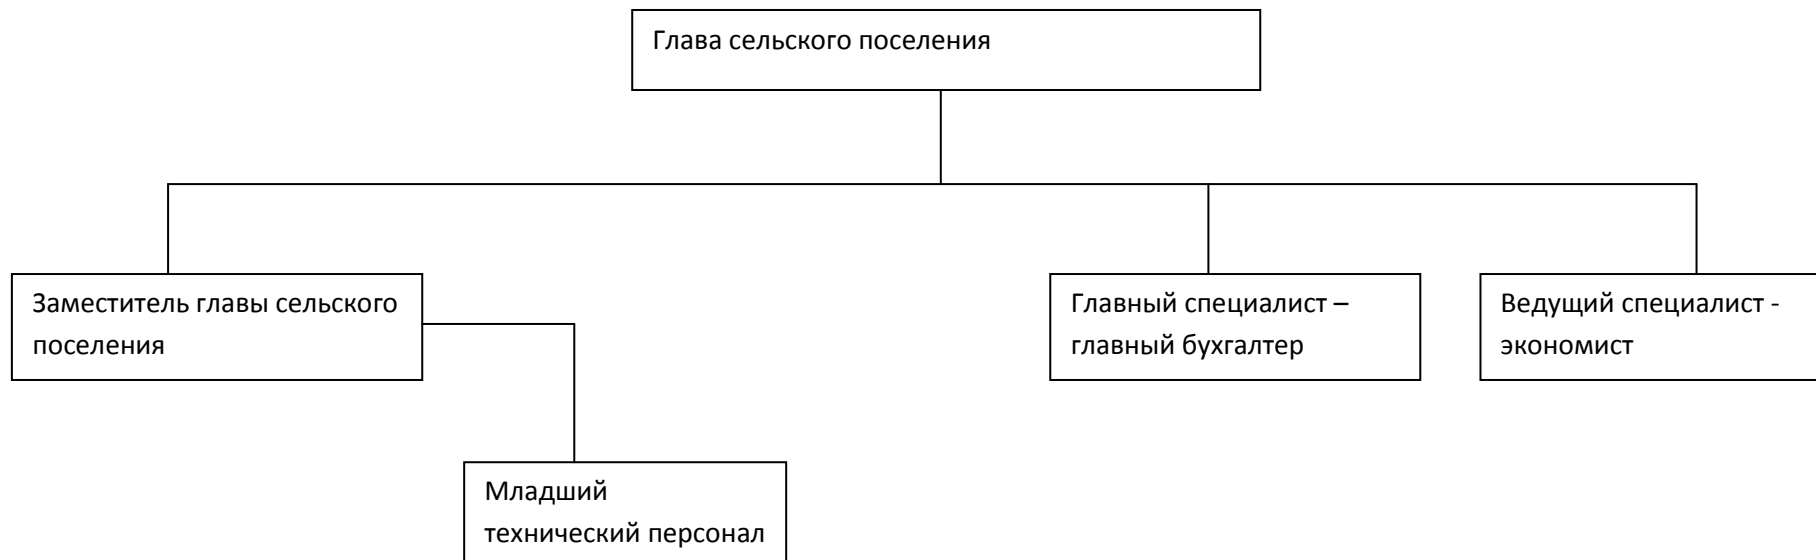 Глава сельского поселения
Заместитель главы сельского
поселения
Главный специалист –
главный бухгалтер
Ведущий специалист -
экономист
Младший
технический персонал